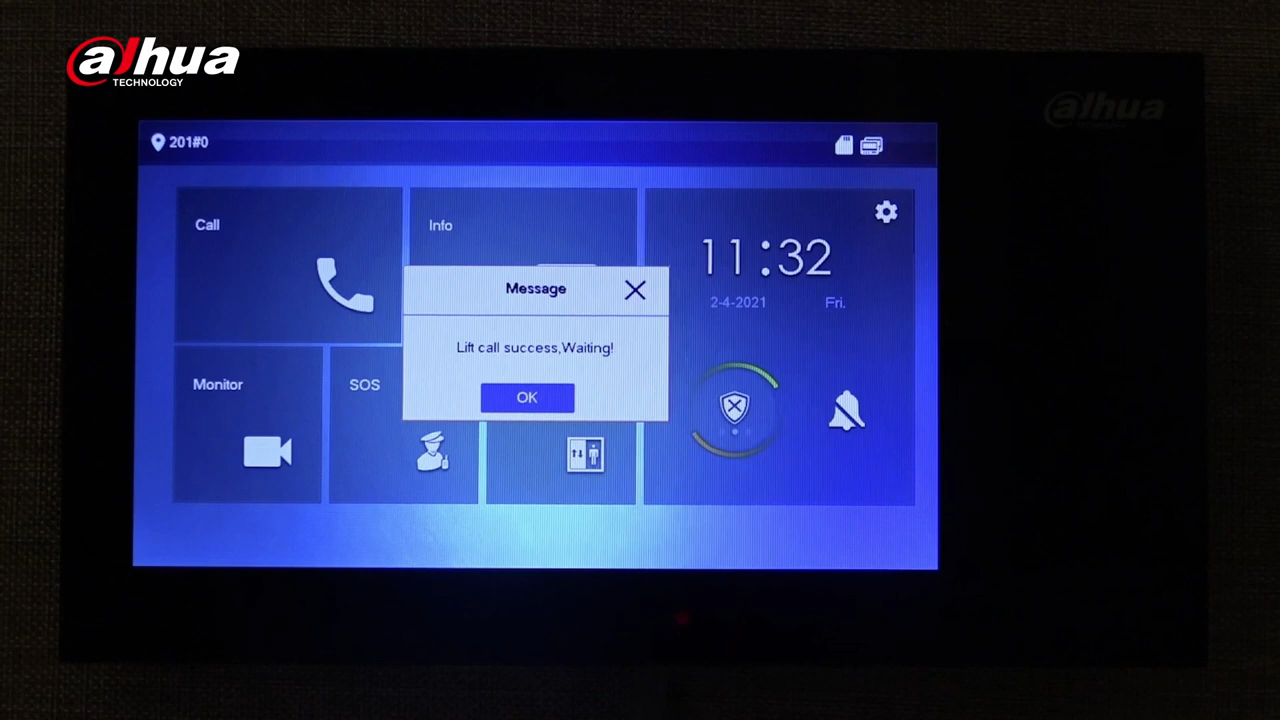 alhua
TECHNOLOGY
alhua
201#0
Call
Info
11:32
2-4-2021 Fri.
Message
Lift call success,Waiting!
OK
Monitor
SOS